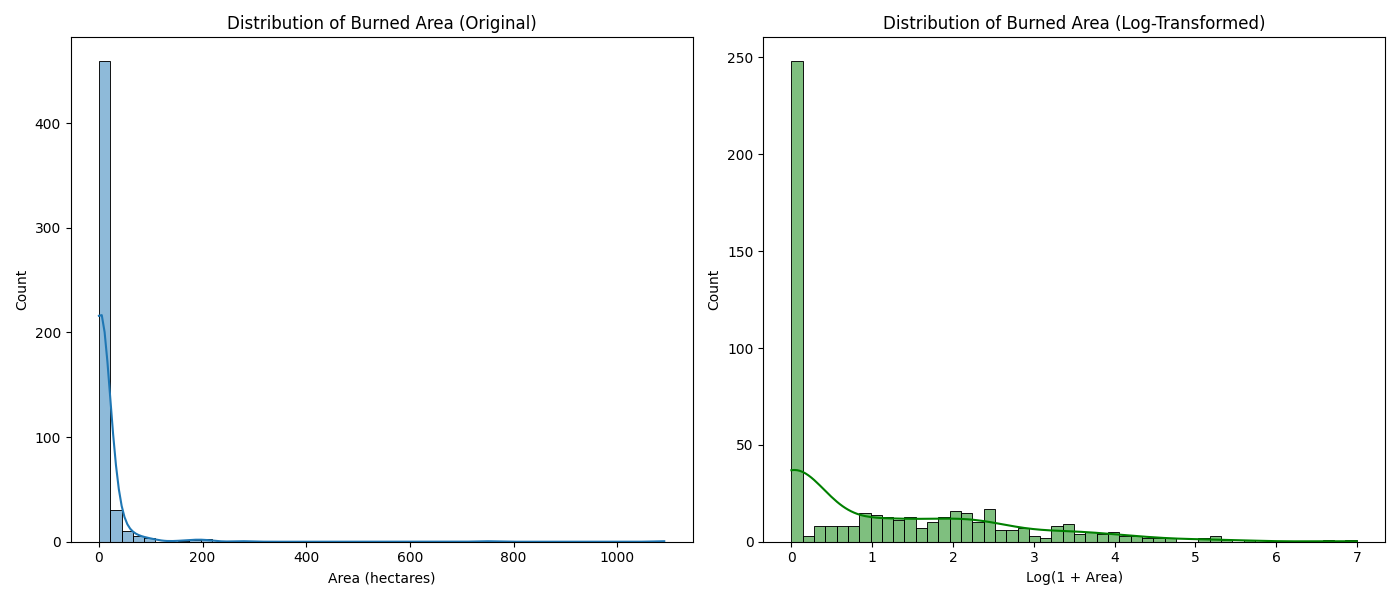 Distribution of Burned Area (Original)
Count
400
300
200
100
0
0 200 400 600 800 1000
Area (hectares)
Distribution of Burned Area (Log-Transformed)
Count
250
200
150
100
50
0
0 1 2 3 4 5 6 7
Log(1 + Area)